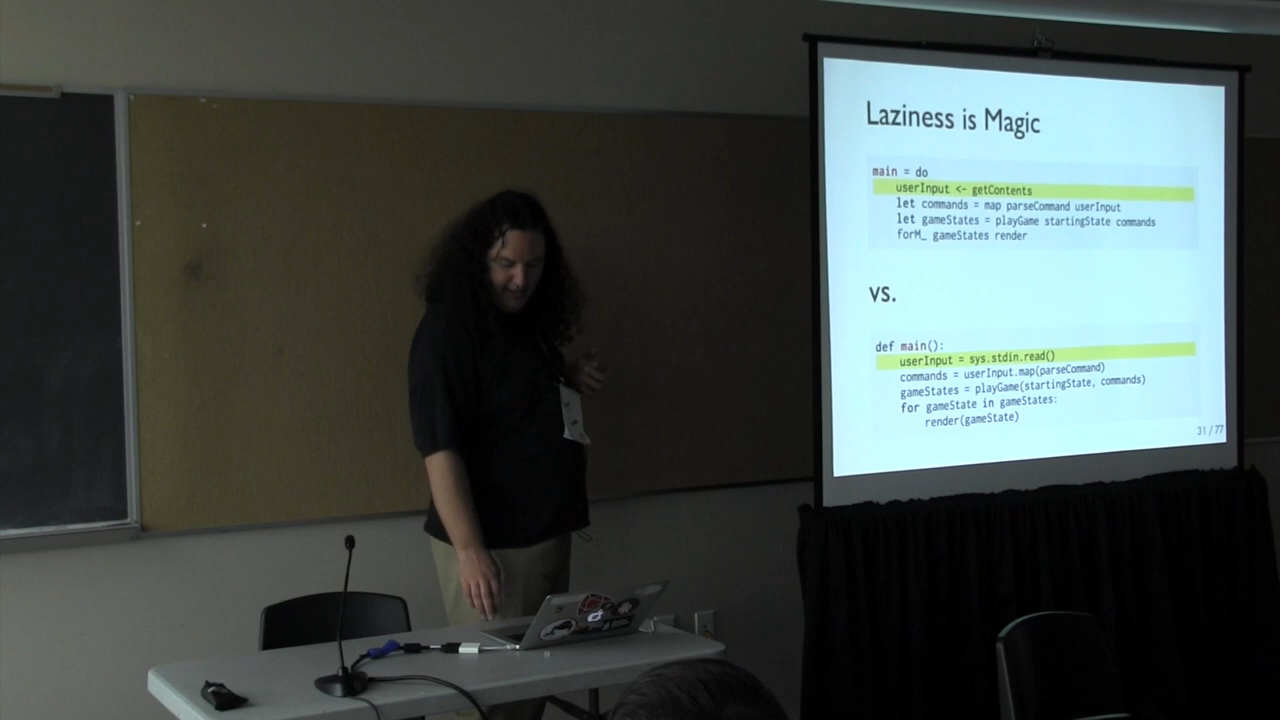 Laziness is Magic
main = do
userInput <- getContents
let commands = map parseCommand userInput
let gameStates = playGame startingState commands
forM_ gameStates render
vs.
def main():
userInput = sys.stdin.read()
commands = userInput.map(parseCommand)
gameStates = playGame(startingState, commands)
for gameState in gameStates:
render(gameState)
31 / 77